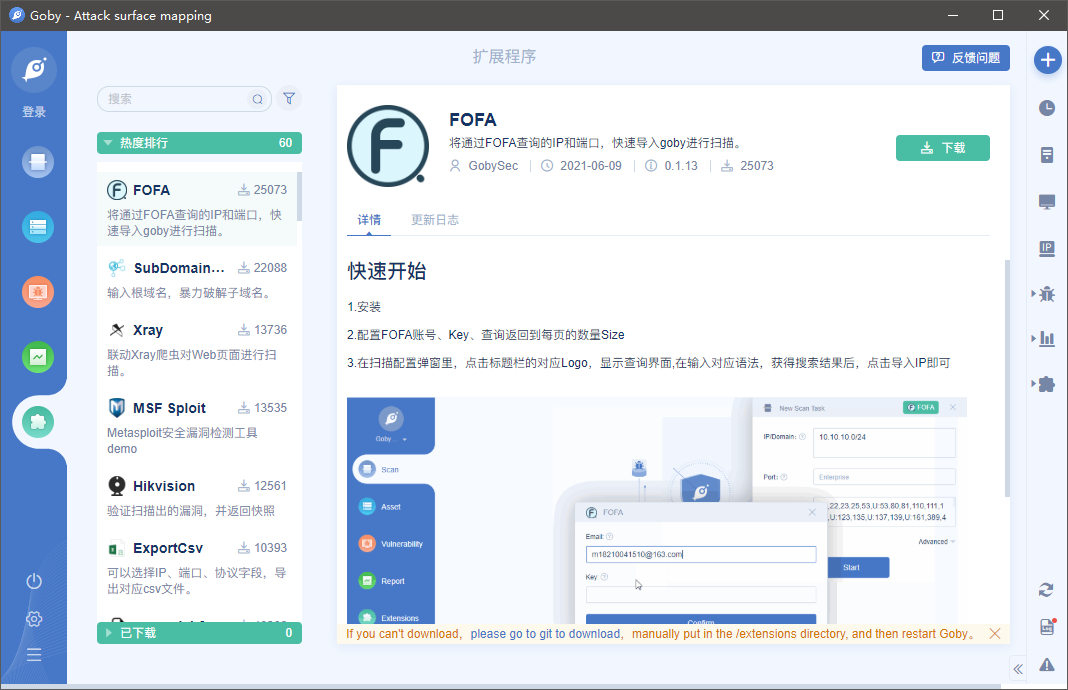 Goby - Attack surface mapping
登录
扩展程序
反馈问题
搜索
热度排行 60
FOFA 25073
将通过FOFA查询的IP和端口，快
速导入goby进行扫描。
SubDomain... 22088
输入根域名，暴力破解子域名。
Xray 13736
联动Xray爬虫对Web页面进行扫
描。
MSF Sploit 13535
Metasploit安全漏洞检测工具
demo
Hikvision 12561
验证扫描出的漏洞，并返回快照
ExportCsv 10393
可以选择IP、端口、协议字段，导
出对应csv文件。
已下载 0
F
FOFA
将通过FOFA查询的IP和端口，快速导入goby进行扫描。
GobySec 2021-06-09 0.1.13 25073
下载
详情 更新日志
快速开始
1.安装
2.配置FOFA账号、Key、查询返回到每页的数量Size
3.在扫描配置弹窗里，点击标题栏的对应Logo，显示查询界面,在输入对应语法，获得搜索结果后，点击导入IP即可
Goby...
Scan
Asset
Vulnerability
Report
Extensions
New Scan Task FOFA
IP/Domain: 10.10.10.0/24
Port: Enterprise
,22,23,25,53,U:53,80,81,110,111,1
,U:123,135,U:137,139,U:161,389,4
Advanced
Start
FOFA
Email:
m18210041510@163.com
Key:
Confirm
If you can't download，please go to git to download，manually put in the /extensions directory, and then restart Goby。
IP
LOG